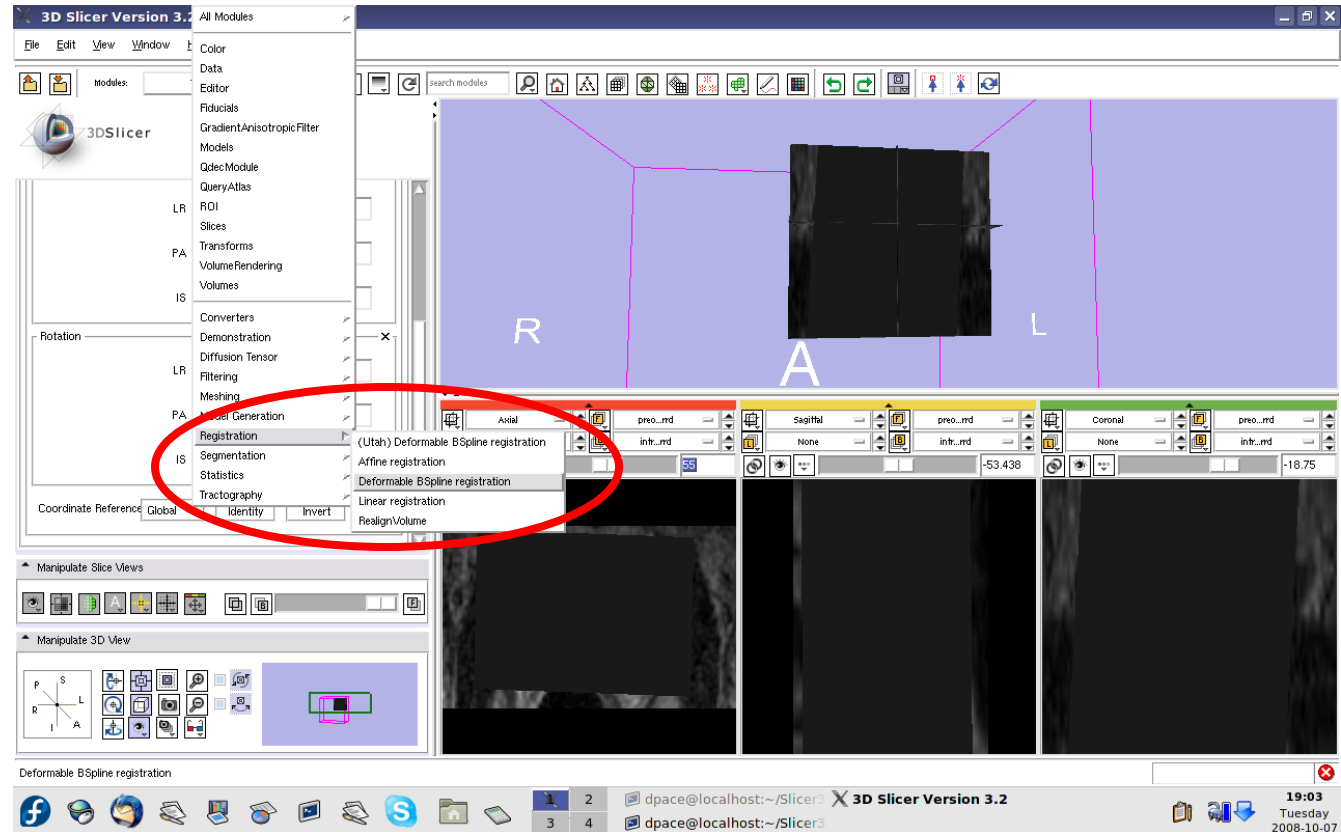 3D Slicer Version 3.2
File Edit View Window
Modules:
search modules
3DSlicer
All Modules
Color
Data
Editor
Fiducials
GradientAnisotropicFilter
Models
QdecModule
QueryAtlas
ROI
Slices
Transforms
VolumeRendering
Volumes
Converters
Demonstration
Diffusion Tensor
Filtering
Meshing
Model Generation
Registration
Segmentation
Statistics
Tractography
(Utah) Deformable BSpline registration
Affine registration
Deformable BSpline registration
Linear registration
RealignVolume
LR
PA
IS
Rotation
LR
PA
IS
Coordinate Reference Global Identity Invert
R
A
L
Axial preo...rrd Sagittal preo...rrd Coronal preo...rrd
intr...rrd None intr...rrd None intr...rrd
55 -53.438 -18.75
Manipulate Slice Views
Manipulate 3D View
P S
R L
I A
Deformable BSpline registration
1 2
3 4
dpace@localhost:~/Slicer3
3D Slicer Version 3.2
dpace@localhost:~/Slicer3
19:03
Tuesday
2008-10-07